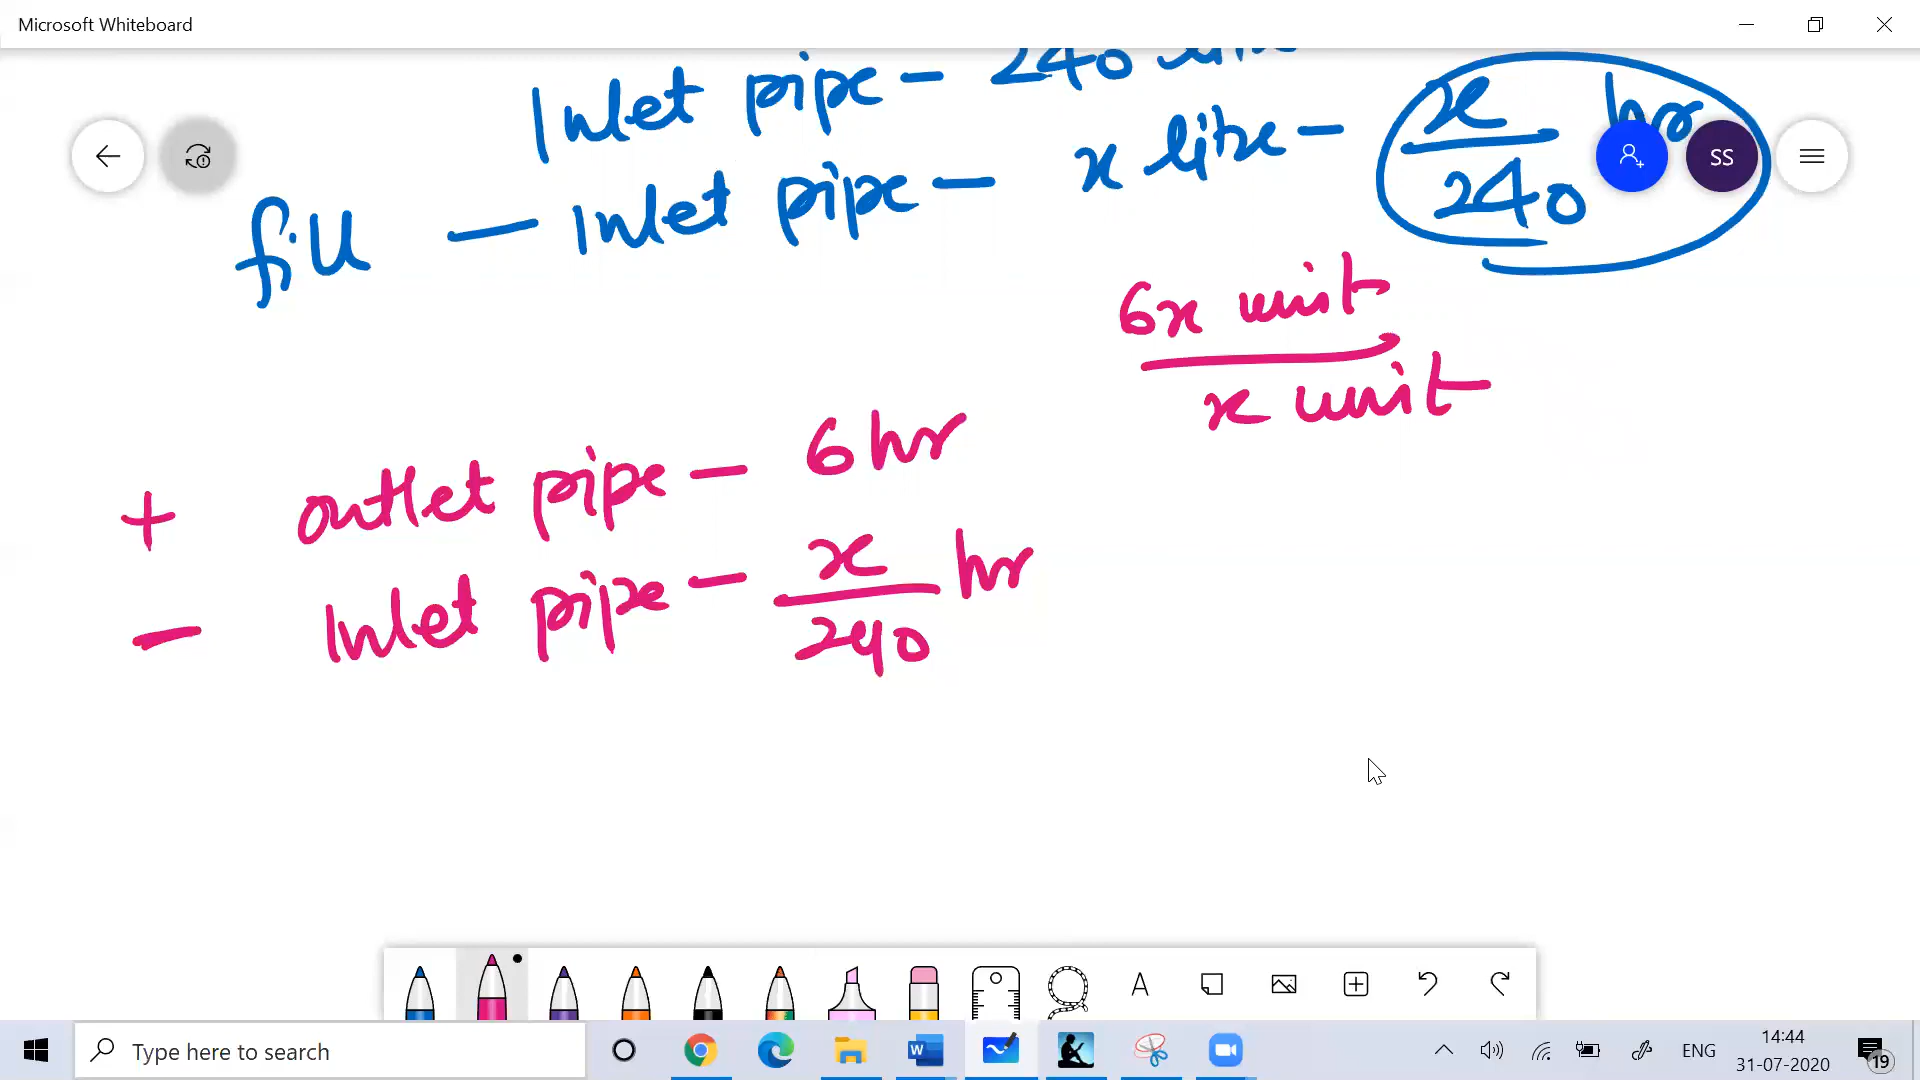 Microsoft Whiteboard
Inlet pipe – 240
fill – Inlet pipe – x litre – x/240 hr
SS
6x unit
x unit
+ outlet pipe – 6 hr
– Inlet pipe – x/240 hr
A
Type here to search
W
ENG
14:44
31-07-2020
19